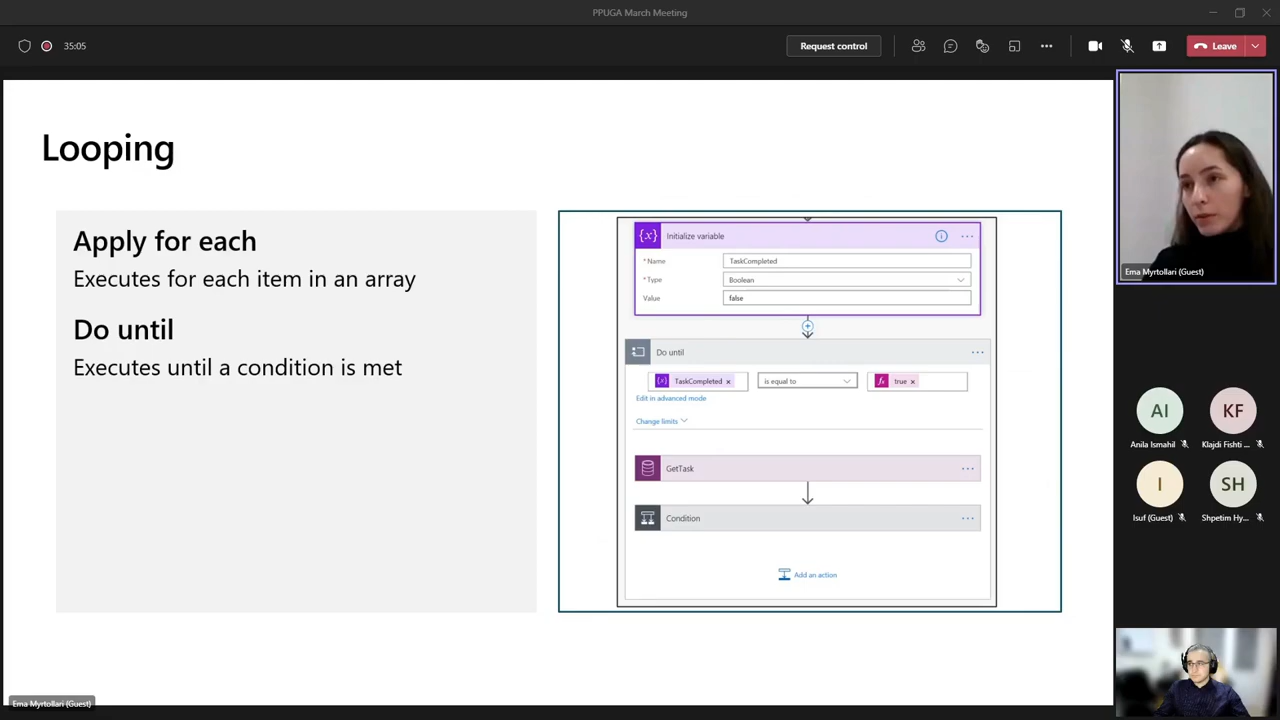 PPUGA March Meeting
35:05
Request control
Leave
Looping
Apply for each
Executes for each item in an array
Do until
Executes until a condition is met
{x} Initialize variable
* Name TaskCompleted
* Type Boolean
Value false
Do until
{x} TaskCompleted × is equal to fx true ×
Edit in advanced mode
Change limits
GetTask
Condition
Add an action
Ema Myrtollari (Guest)
AI
KF
Anila Ismahil
Klajdi Fishti ...
I
SH
Isuf (Guest)
Shpetim Hy...
Ema Myrtollari (Guest)